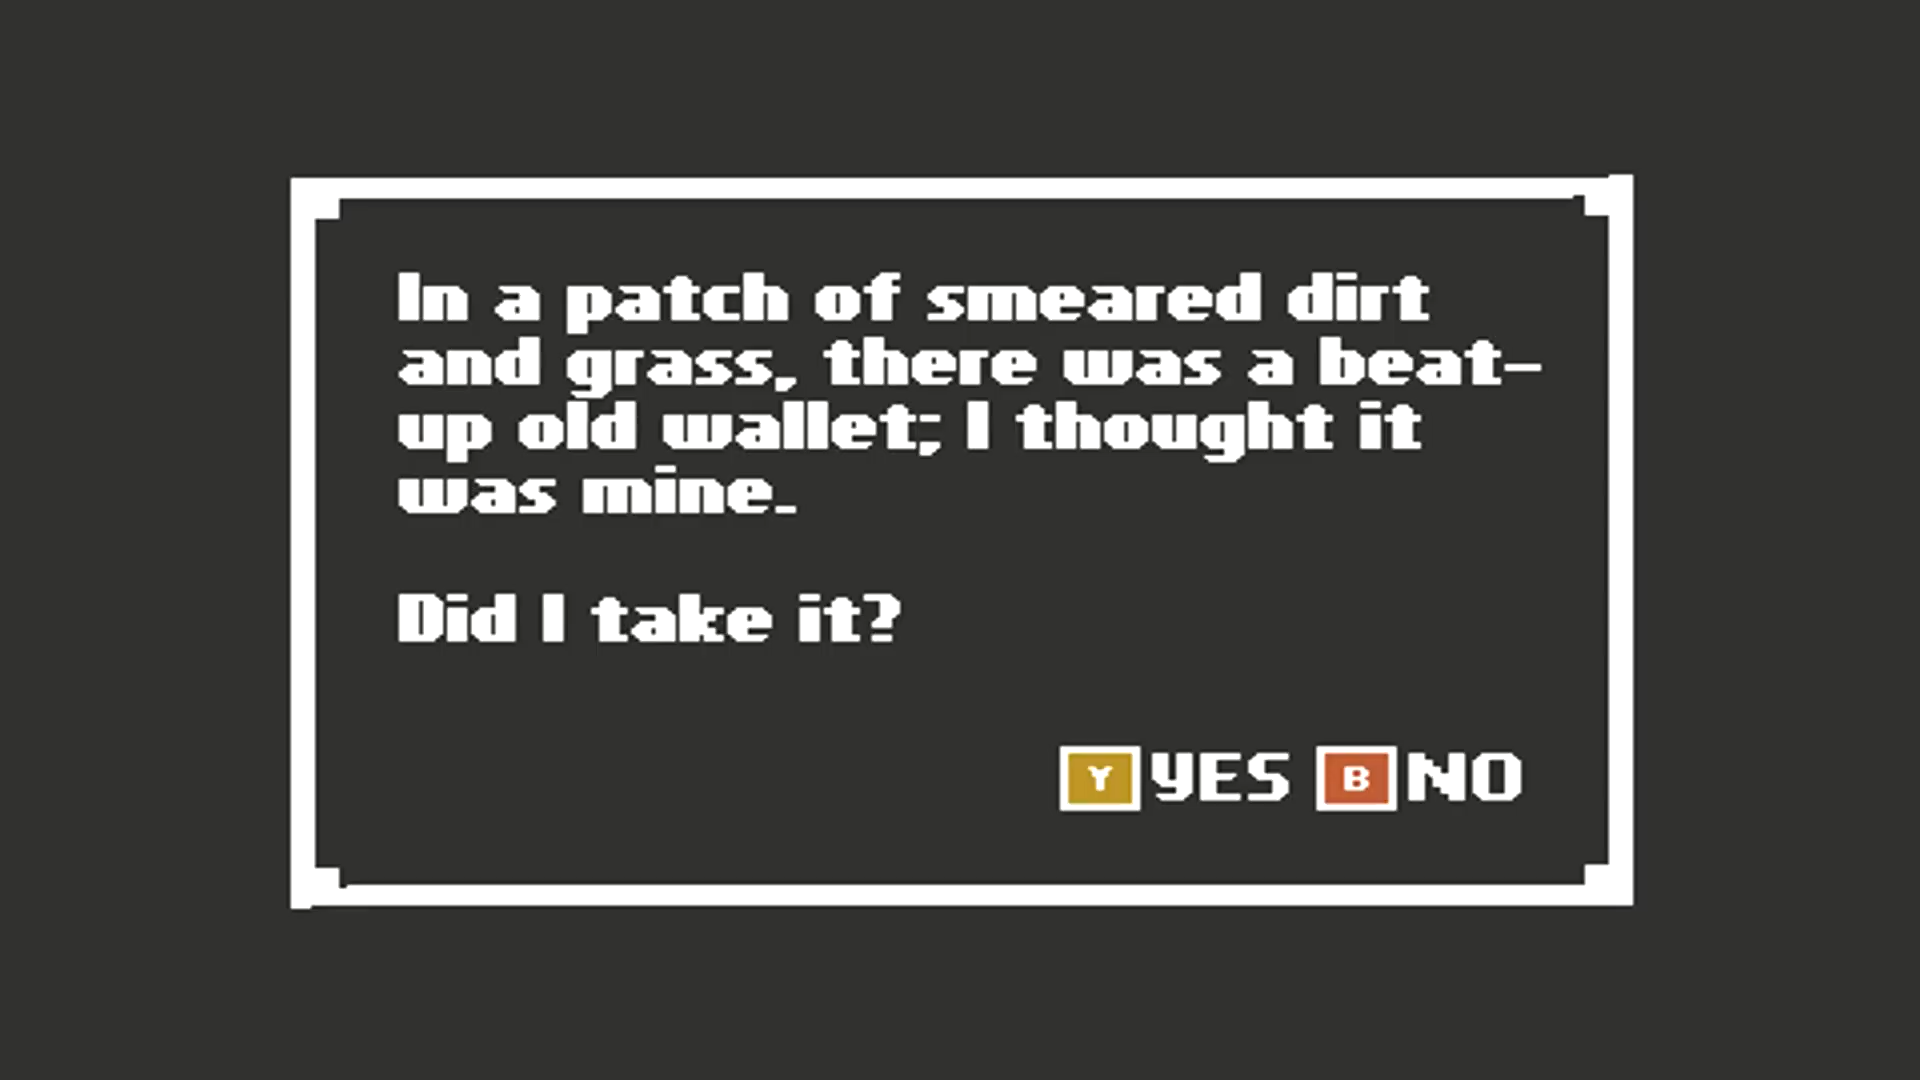 In a patch of smeared dirt
and grass, there was a beat-
up old wallet; I thought it
was mine.
Did I take it?
Y YES B NO